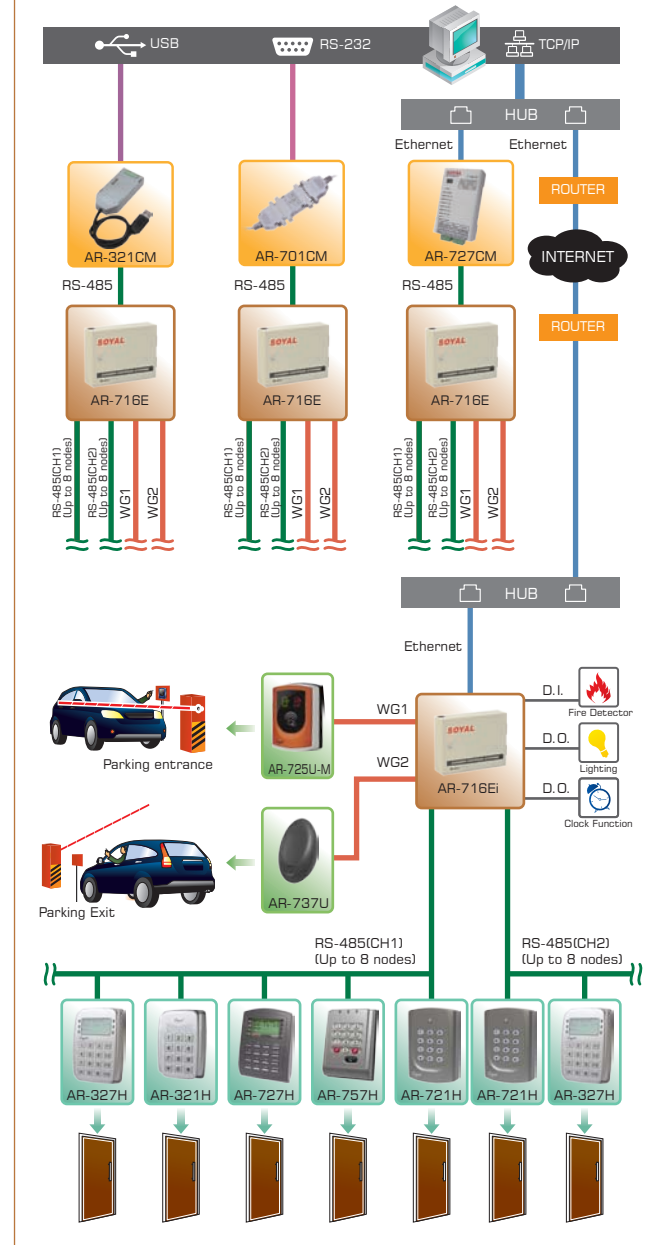 USB
RS-232
TCP/IP
HUB
Ethernet
Ethernet
AR-321CM
AR-701CM
AR-727CM
ROUTER
INTERNET
ROUTER
RS-485
RS-485
RS-485
SOYAL
SOYAL
SOYAL
AR-716E
AR-716E
AR-716E
RS-485(CH1)
(Up to 8 nodes)
RS-485(CH2)
(Up to 8 nodes)
WG1
WG2
RS-485(CH1)
(Up to 8 nodes)
RS-485(CH2)
(Up to 8 nodes)
WG1
WG2
RS-485(CH1)
(Up to 8 nodes)
RS-485(CH2)
(Up to 8 nodes)
WG1
WG2
HUB
Ethernet
Parking entrance
AR-725U-M
WG1
WG2
SOYAL
AR-716Ei
D.I.
Fire Detector
D.O.
Lighting
D.O.
Clock Function
Parking Exit
AR-737U
RS-485(CH1)
(Up to 8 nodes)
RS-485(CH2)
(Up to 8 nodes)
AR-327H
AR-321H
AR-727H
AR-757H
AR-721H
AR-721H
AR-327H